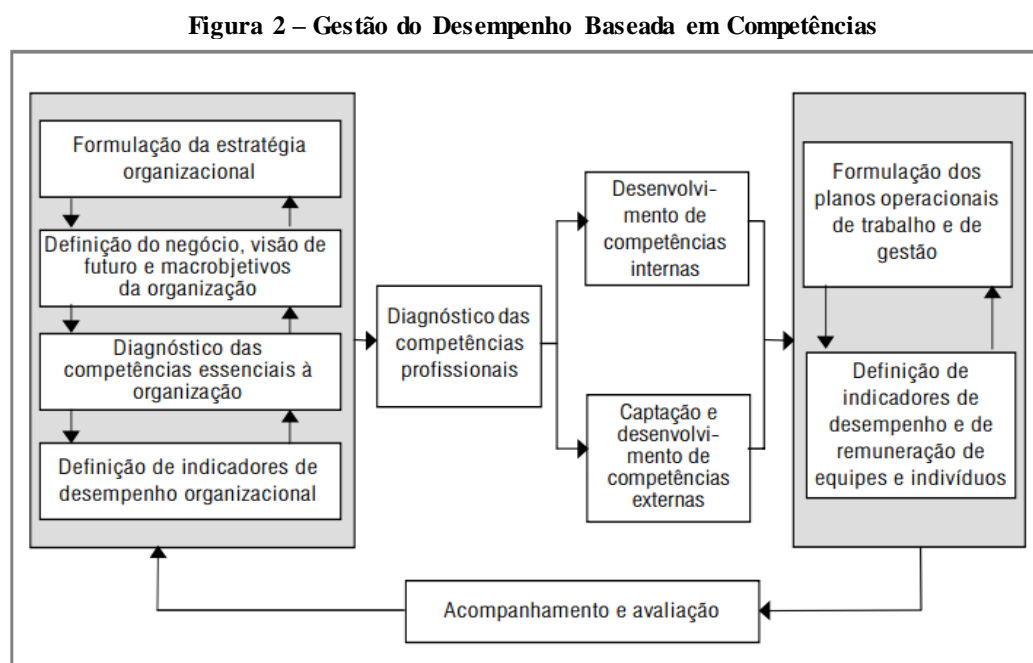 Figura 2 – Gestão do Desempenho Baseada em Competências
Formulação da estratégia
organizacional
Definição do negócio, visão de
futuro e macrobjetivos
da organização
Diagnóstico das
competências essenciais à
organização
Definição de indicadores de
desempenho organizacional
Diagnóstico das
competências
profissionais
Desenvolvi-
mento de
competências
internas
Captação e
desenvolvi-
mento de
competências
externas
Formulação dos
planos operacionais
de trabalho e de
gestão
Definição de
indicadores de
desempenho e de
remuneração de
equipes e indivíduos
Acompanhamento e avaliação